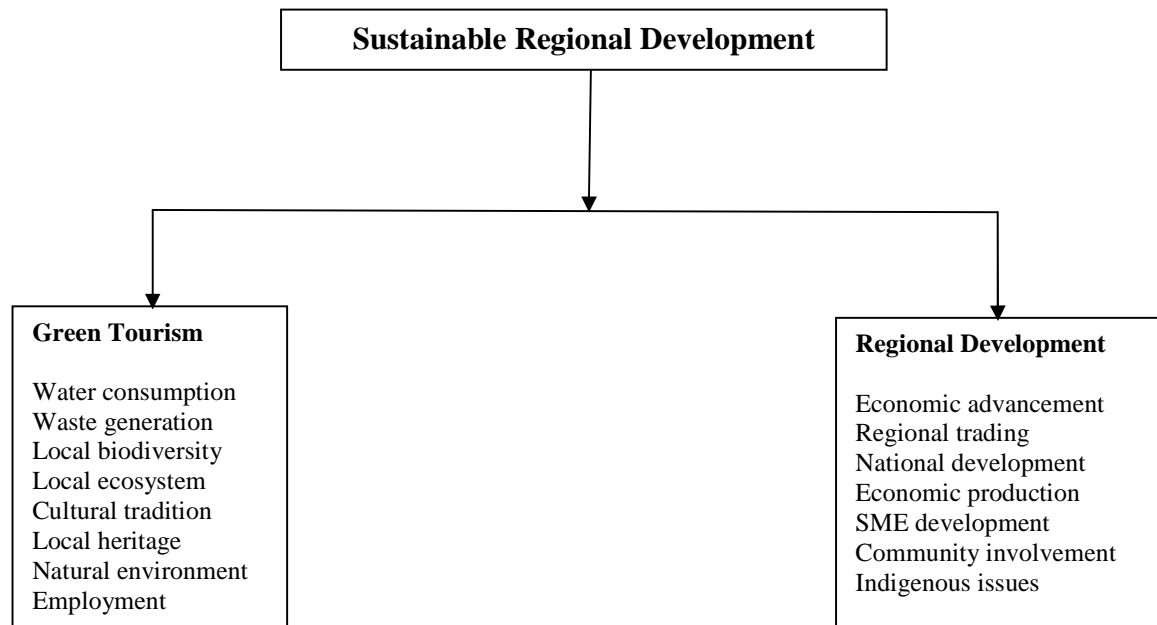 Sustainable Regional Development
Green Tourism
Water consumption
Waste generation
Local biodiversity
Local ecosystem
Cultural tradition
Local heritage
Natural environment
Employment
Regional Development
Economic advancement
Regional trading
National development
Economic production
SME development
Community involvement
Indigenous issues